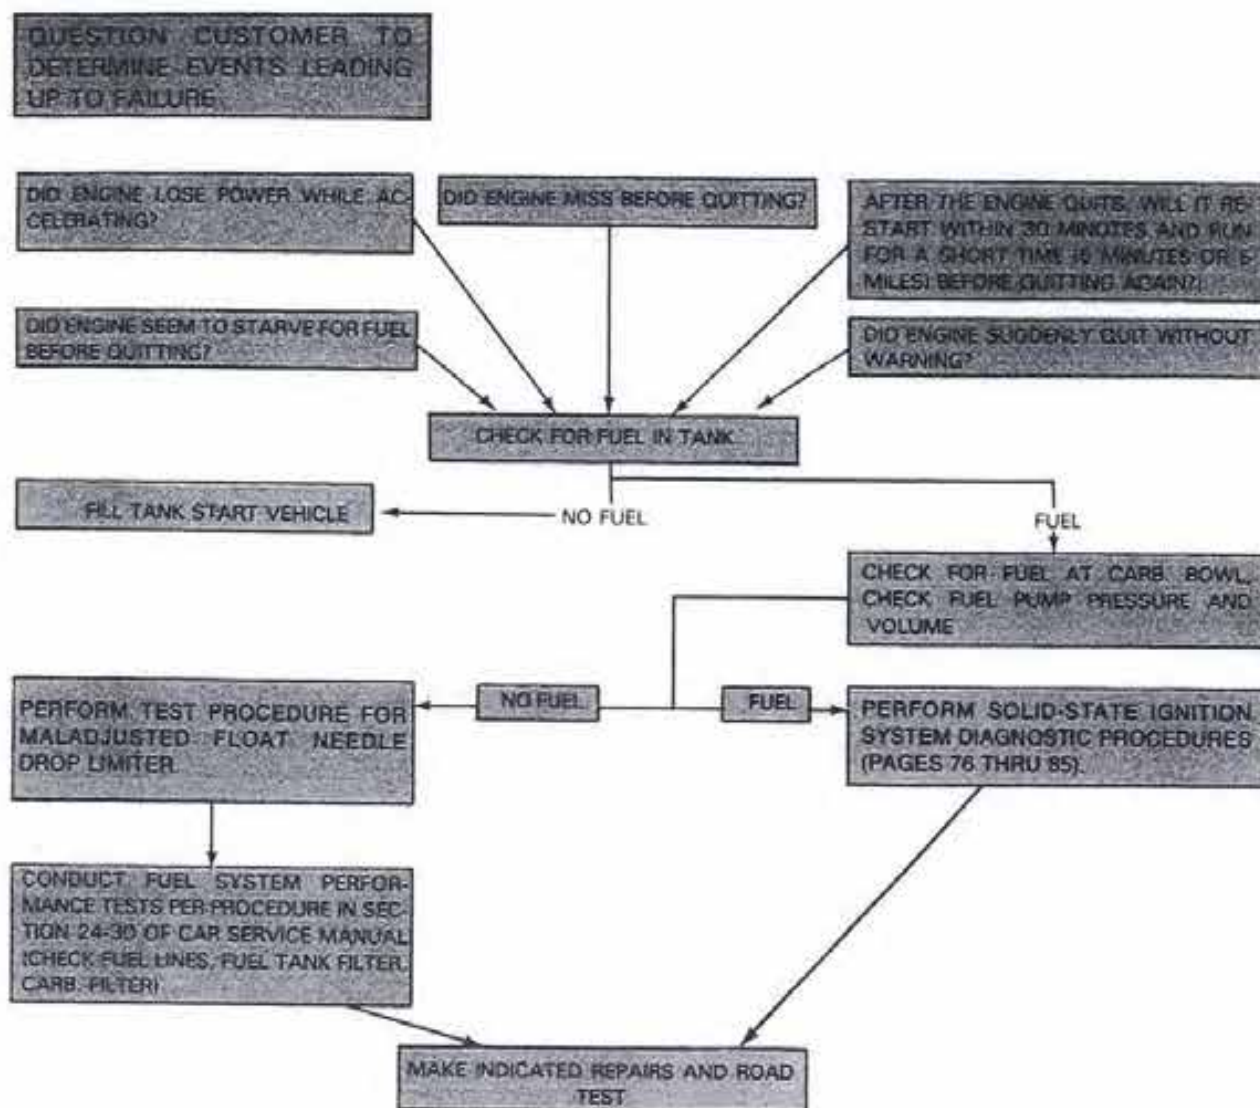 QUESTION CUSTOMER TO
DETERMINE EVENTS LEADING
UP TO FAILURE
DID ENGINE LOSE POWER WHILE AC-
CELERATING?
DID ENGINE MISS BEFORE QUITTING?
AFTER THE ENGINE QUITS, WILL IT RE-
START WITHIN 30 MINUTES AND RUN
FOR A SHORT TIME MINUTES OR
MILES) BEFORE QUITTING AGAIN?
DID ENGINE SEEM TO STARVE FOR FUEL
BEFORE QUITTING?
DID ENGINE SUDDENLY QUIT WITHOUT
WARNING?
CHECK FOR FUEL IN TANK
FILL TANK START VEHICLE
NO FUEL
FUEL
CHECK FOR FUEL AT CARB. BOWL,
CHECK FUEL PUMP PRESSURE AND
VOLUME
NO FUEL
FUEL
PERFORM TEST PROCEDURE FOR
MALADJUSTED FLOAT NEEDLE
DROP LIMITER.
PERFORM SOLID-STATE IGNITION
SYSTEM DIAGNOSTIC PROCEDURES
(PAGES 76 THRU 85).
CONDUCT FUEL SYSTEM PERFOR-
MANCE TESTS PER PROCEDURE IN SEC-
TION 24-30 OF CAR SERVICE MANUAL
(CHECK FUEL LINES, FUEL TANK FILTER,
CARB. FILTER)
MAKE INDICATED REPAIRS AND ROAD
TEST